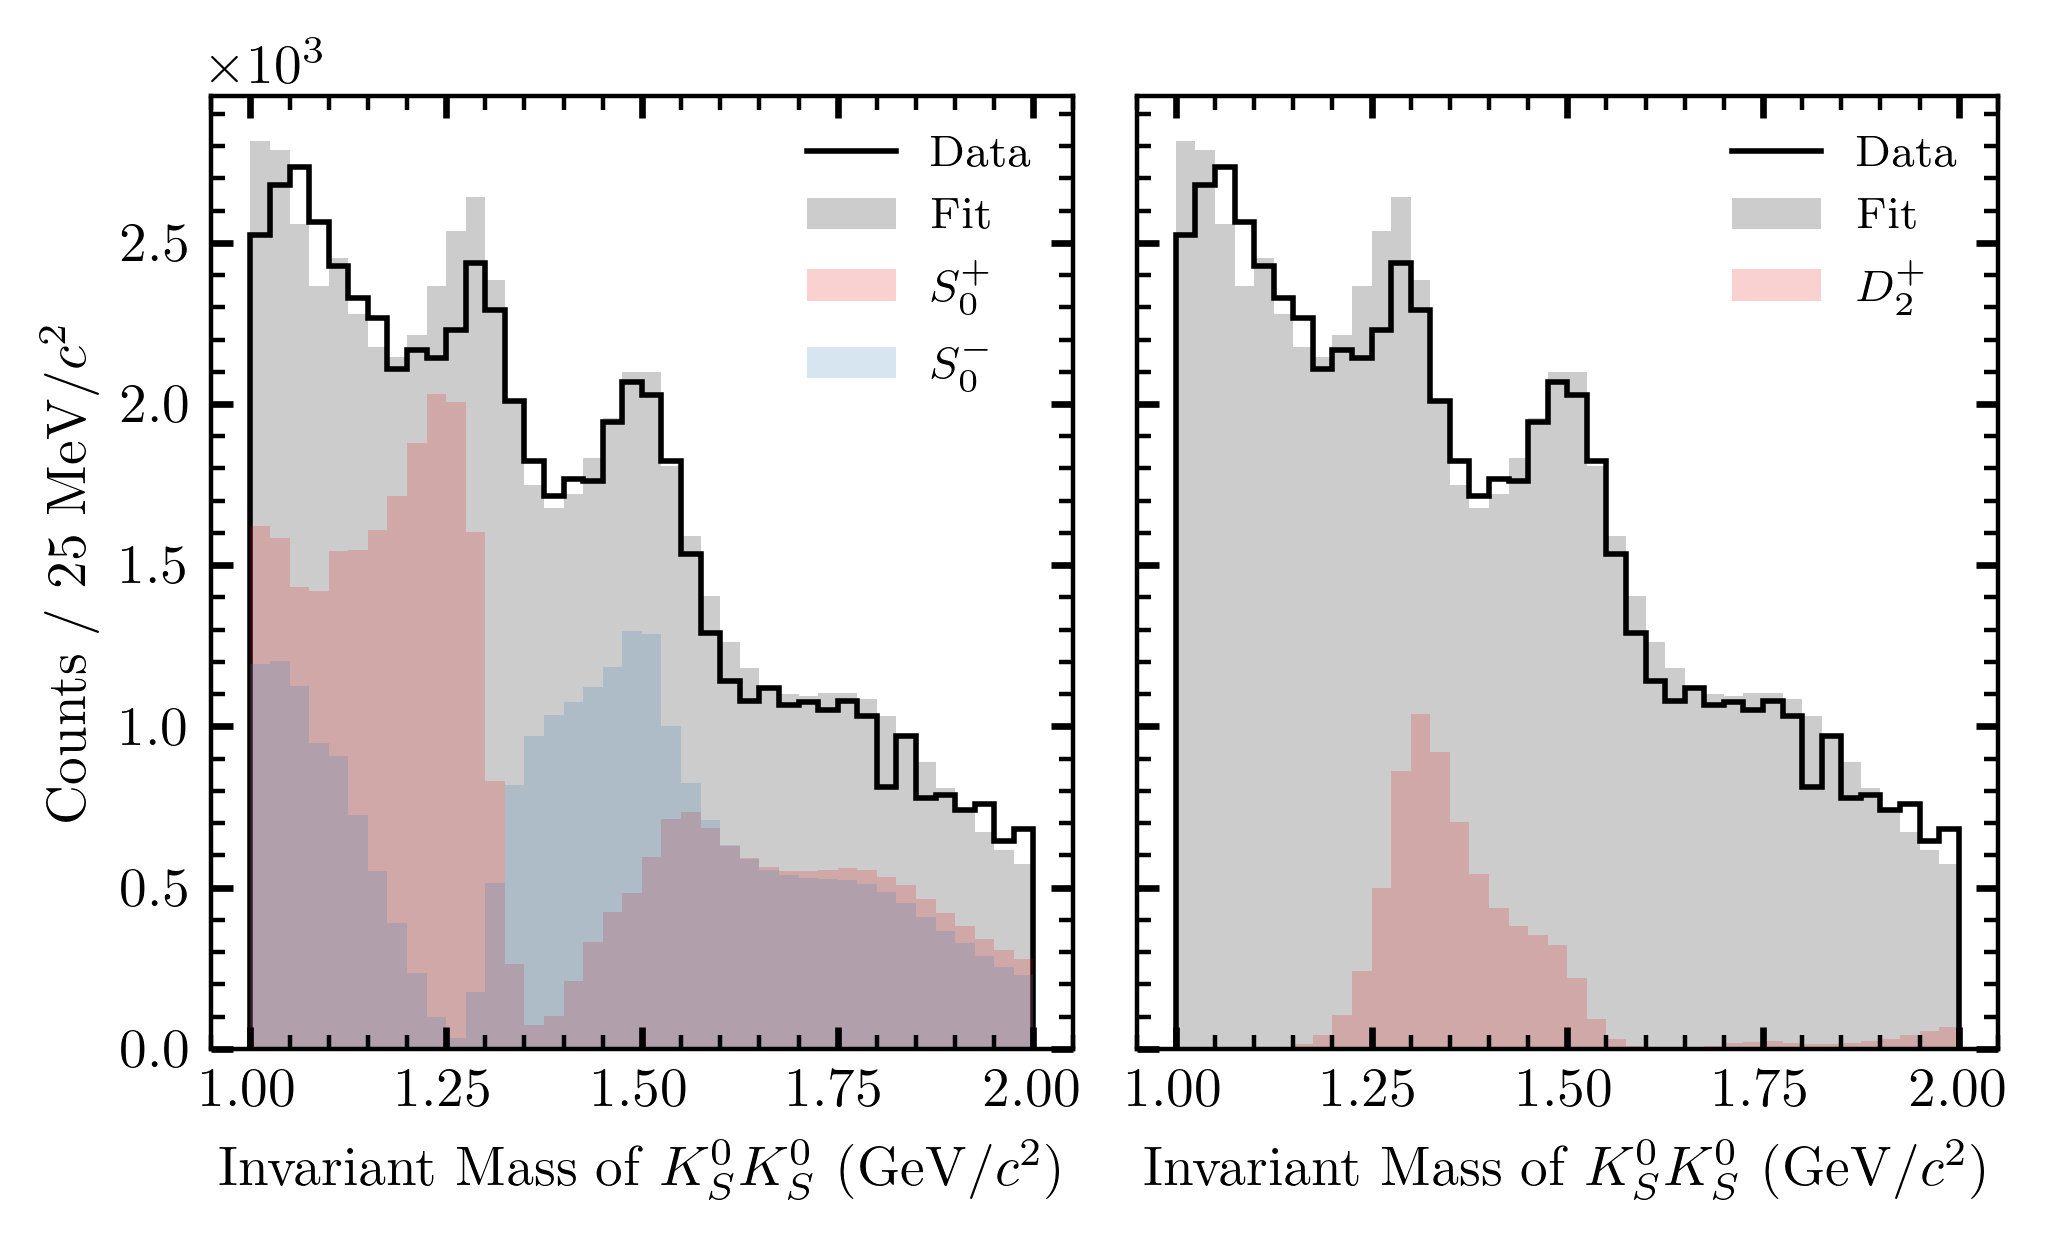 ×10³
Counts / 25 MeV/c²
2.5
2.0
1.5
1.0
0.5
0.0
Data
Fit
S₀⁺
S₀⁻
1.00 1.25 1.50 1.75 2.00
Invariant Mass of K⁰_S K⁰_S (GeV/c²)
Data
Fit
D₂⁺
1.00 1.25 1.50 1.75 2.00
Invariant Mass of K⁰_S K⁰_S (GeV/c²)